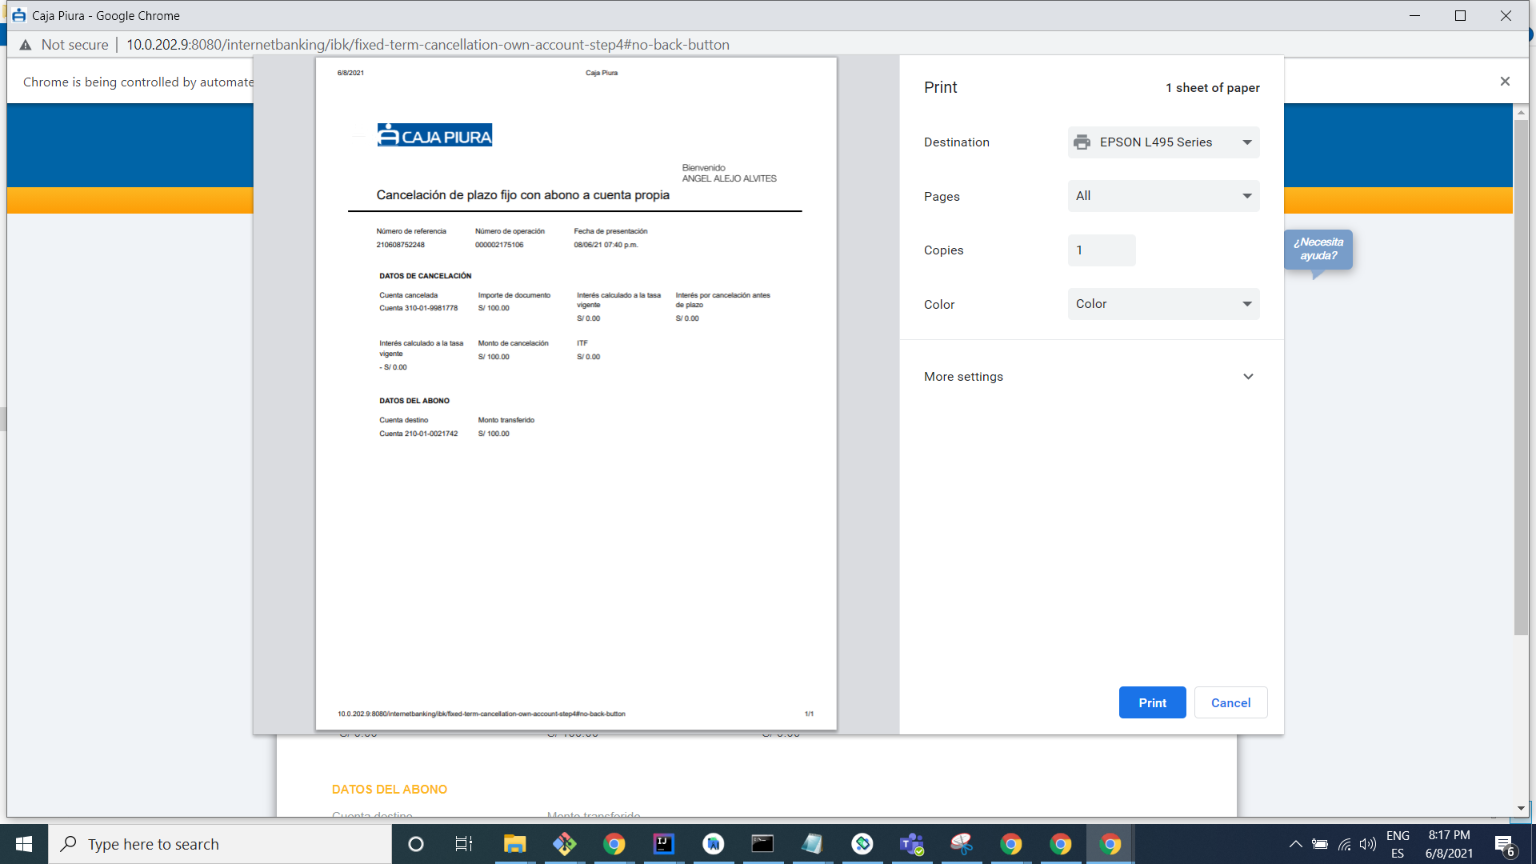 Caja Piura - Google Chrome
Not secure | 10.0.202.9:8080/internetbanking/ibk/fixed-term-cancellation-own-account-step4#no-back-button
Chrome is being controlled by automate
6/8/2021 Caja Piura
CAJA PIURA
Bienvenido
ANGEL ALEJO ALVITES
Cancelación de plazo fijo con abono a cuenta propia
Número de referencia Número de operación Fecha de presentación
210608752248 000002175106 08/06/21 07:40 p.m.
DATOS DE CANCELACIÓN
Cuenta cancelada Importe de documento Interés calculado a la tasa vigente Interés por cancelación antes de plazo
Cuenta 310-01-9981778 S/ 100.00 S/ 0.00 S/ 0.00
Interés calculado a la tasa vigente Monto de cancelación ITF
- S/ 0.00 S/ 100.00 S/ 0.00
DATOS DEL ABONO
Cuenta destino Monto transferido
Cuenta 210-01-0021742 S/ 100.00
10.0.202.9:8080/internetbanking/ibk/fixed-term-cancellation-own-account-step4#no-back-button 1/1
Print 1 sheet of paper
Destination EPSON L495 Series
Pages All
Copies 1
Color Color
More settings
Print Cancel
¿Necesita
ayuda?
S/ 0.00 S/ 100.00 S/ 0.00
DATOS DEL ABONO
Cuenta destino Monto transferido
Type here to search
ENG
ES
8:17 PM
6/8/2021
6